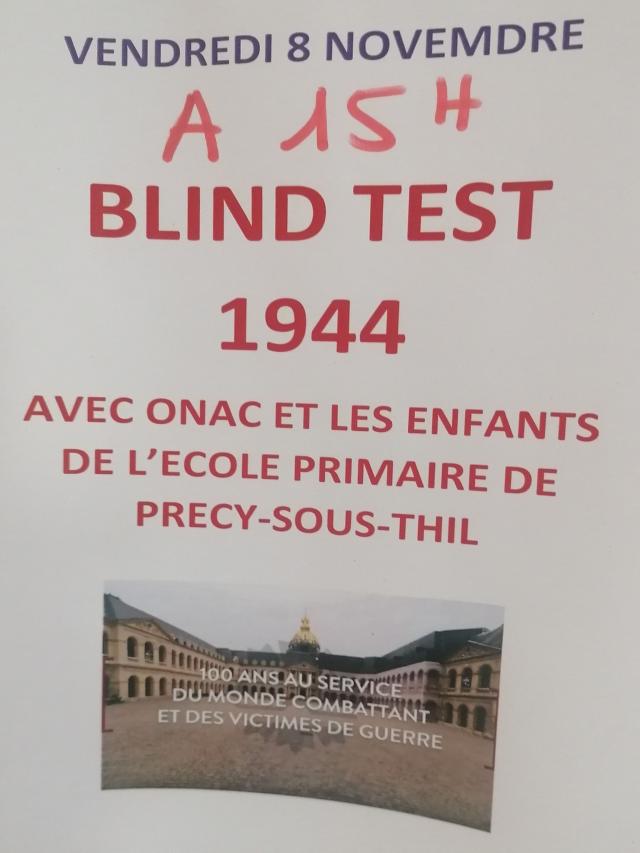 VENDREDI 8 NOVEMDRE
A 15H
BLIND TEST
1944
AVEC ONAC ET LES ENFANTS
DE L'ECOLE PRIMAIRE DE
PRECY-SOUS-THIL
100 ANS AU SERVICE
DU MONDE COMBATTANT
ET DES VICTIMES DE GUERRE